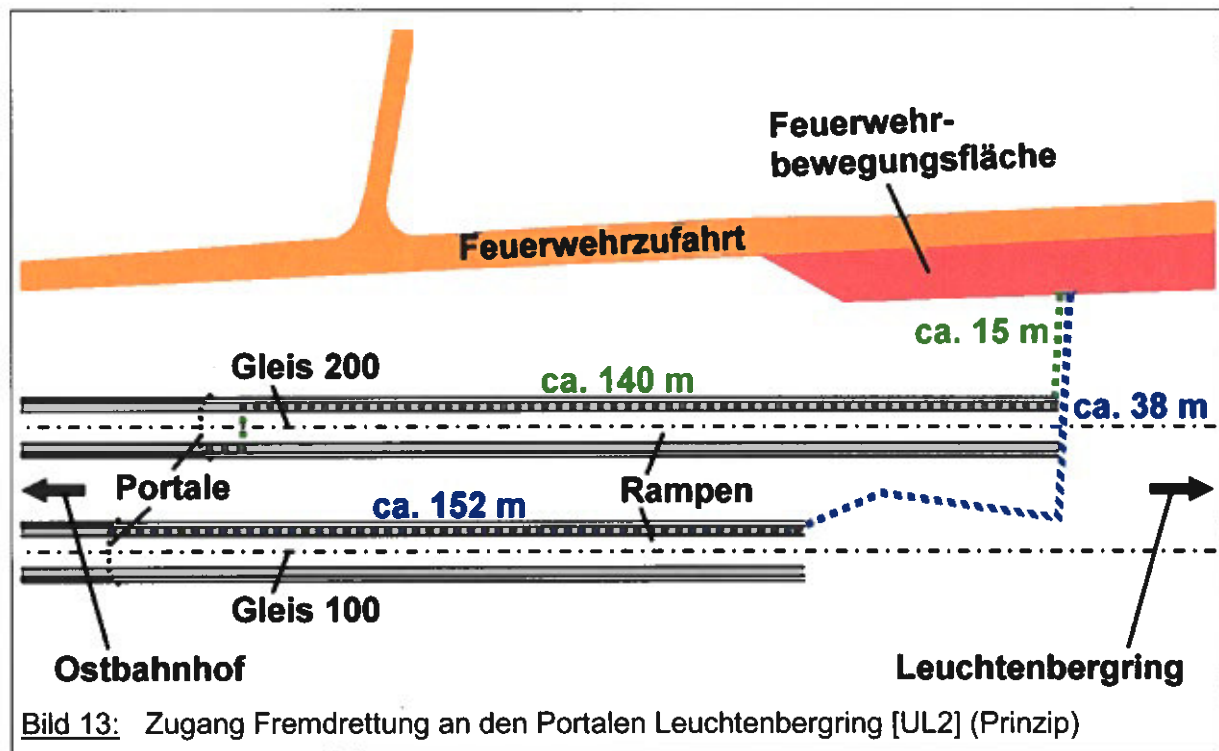 Feuerwehr-
bewegungsfläche
Feuerwehrzufahrt
ca. 15 m
Gleis 200
ca. 140 m
ca. 38 m
Portale
Rampen
ca. 152 m
Gleis 100
Ostbahnhof
Leuchtenbergring
Bild 13: Zugang Fremdrettung an den Portalen Leuchtenbergring [UL2] (Prinzip)